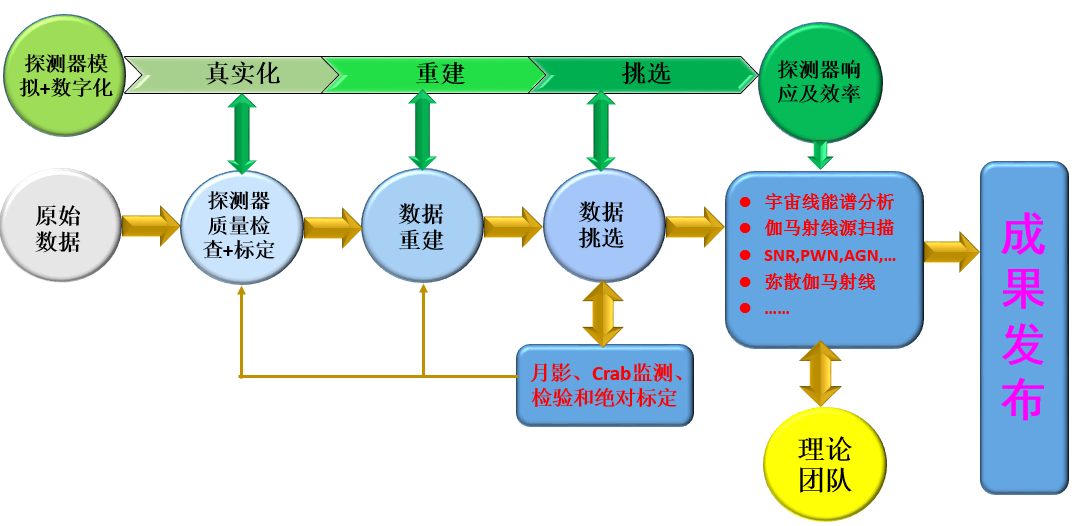 探测器模
拟+数字化
真实化
重建
挑选
探测器响
应及效率
原始
数据
探测器
质量检
查+标定
数据
重建
数据
挑选
● 宇宙线能谱分析
● 伽马射线源扫描
● SNR,PWN,AGN,…
● 弥散伽马射线
● ……
成
果
发
布
月影、Crab监测、
检验和绝对标定
理论
团队